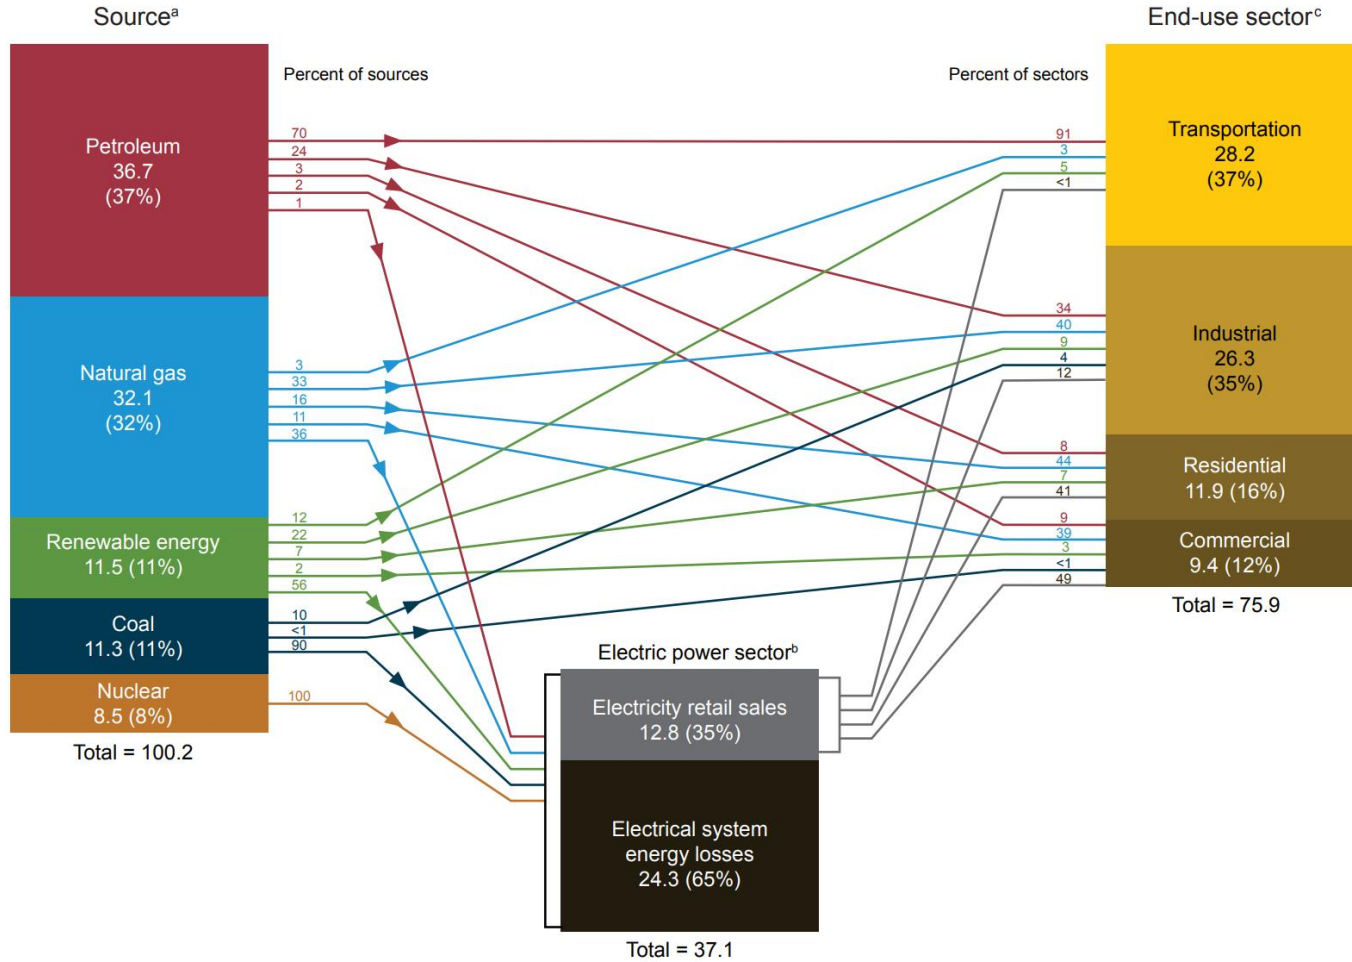 Sourceᵃ
End-use sectorᶜ
Percent of sources
Percent of sectors
Petroleum
36.7
(37%)
70
24
3
2
1
Natural gas
32.1
(32%)
3
33
16
11
36
Renewable energy
11.5 (11%)
12
22
7
2
56
Coal
11.3 (11%)
10
<1
90
Nuclear
8.5 (8%)
100
Total = 100.2
Electric power sectorᵇ
Electricity retail sales
12.8 (35%)
Electrical system
energy losses
24.3 (65%)
Total = 37.1
91
3
5
<1
Transportation
28.2
(37%)
34
40
9
4
12
Industrial
26.3
(35%)
8
44
7
41
Residential
11.9 (16%)
9
39
3
<1
49
Commercial
9.4 (12%)
Total = 75.9